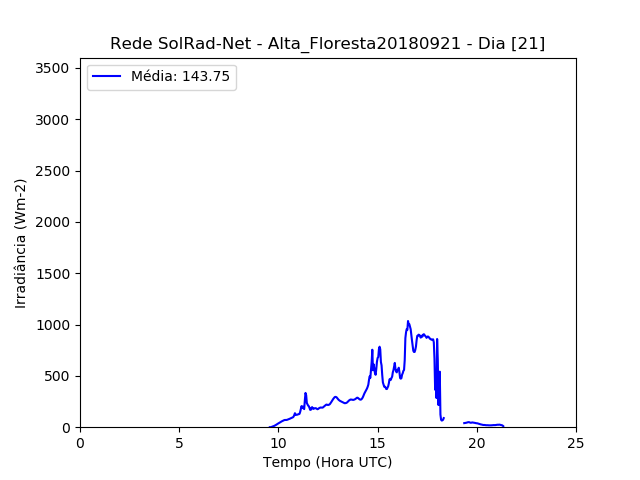 Rede SolRad-Net - Alta_Floresta20180921 - Dia [21]
Média: 143.75
3500
3000
2500
2000
1500
1000
500
0
Irradiância (Wm-2)
0 5 10 15 20 25
Tempo (Hora UTC)